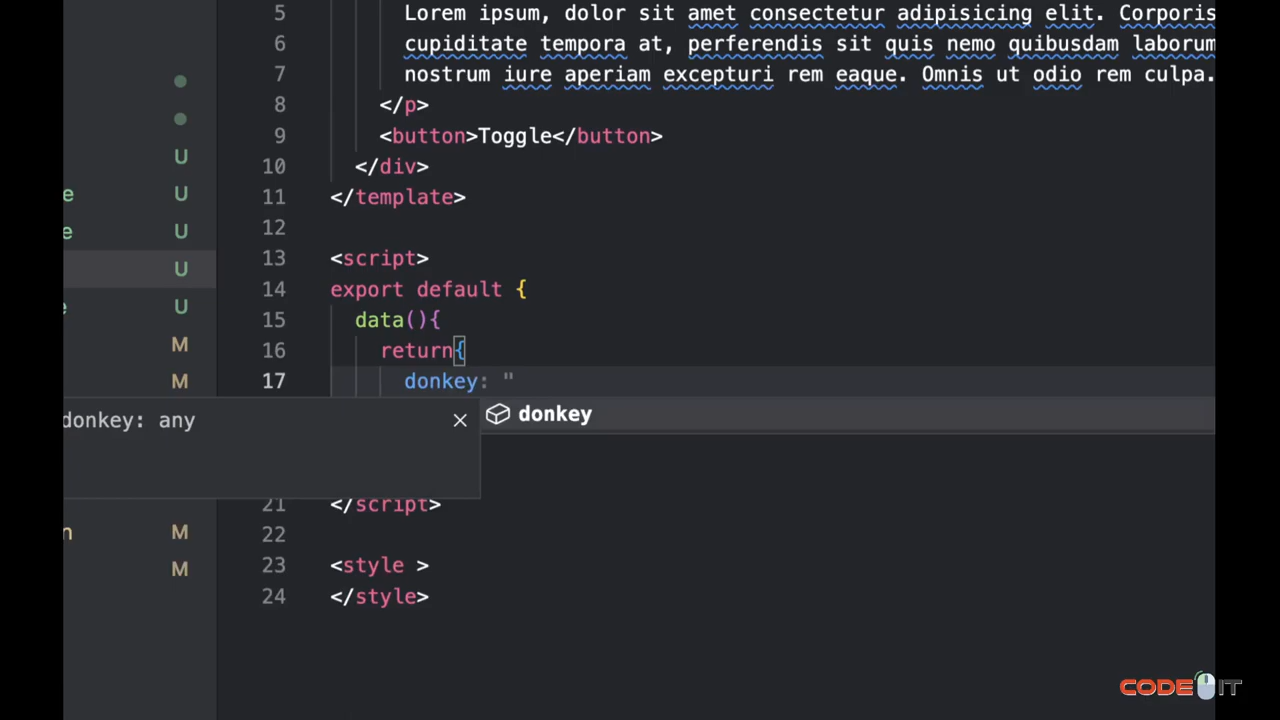 5 Lorem ipsum, dolor sit amet consectetur adipisicing elit. Corporis
6 cupiditate tempora at, perferendis sit quis nemo quibusdam laborum
7 nostrum iure aperiam excepturi rem eaque. Omnis ut odio rem culpa.
8 </p>
U 9 <button>Toggle</button>
10 </div>
e U 11 </template>
e U 12
U 13 <script>
14 export default {
e U 15 data(){
M 16 return{
M 17 donkey: "
donkey: any × donkey
21 </script>
n M 22
M 23 <style >
24 </style>
CODE IT